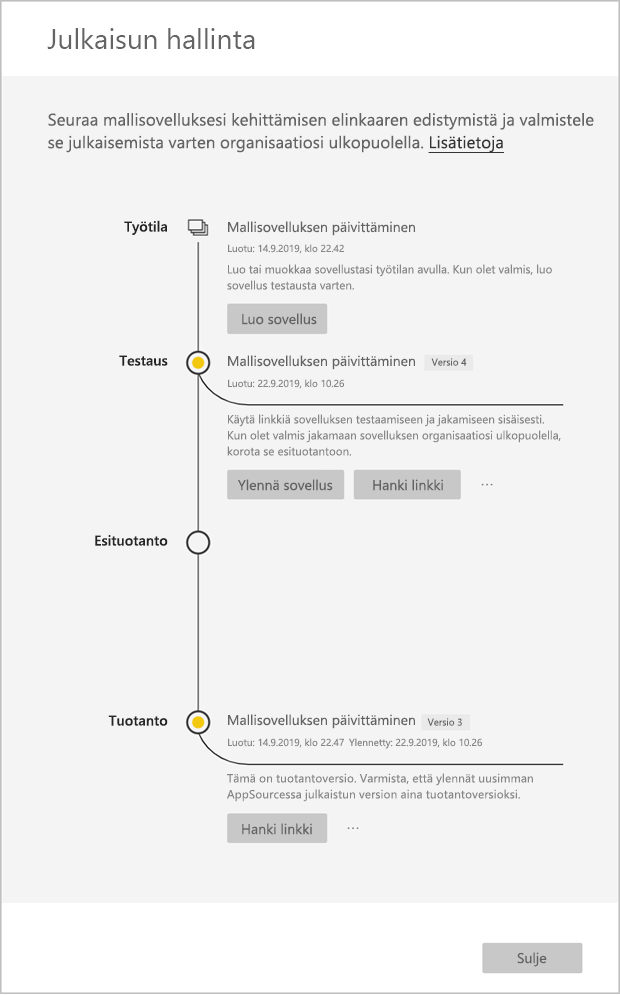 Julkaisun hallinta
Seuraa mallisovelluksesi kehittämisen elinkaaren edistymistä ja valmistele
se julkaisemista varten organisaatiosi ulkopuolella. Lisätietoja
Työtila
Mallisovelluksen päivittäminen
Luotu: 14.9.2019, klo 22.42
Luo tai muokkaa sovellustasi työtilan avulla. Kun olet valmis, luo
sovellus testausta varten.
Luo sovellus
Testaus
Mallisovelluksen päivittäminen Versio 4
Luotu: 22.9.2019, klo 10.26
Käytä linkkiä sovelluksen testaamiseen ja jakamiseen sisäisesti.
Kun olet valmis jakamaan sovelluksen organisaatiosi ulkopuolella,
korota se esituotantoon.
Ylennä sovellus Hanki linkki ...
Esituotanto
Tuotanto
Mallisovelluksen päivittäminen Versio 3
Luotu: 14.9.2019, klo 22.47 Ylennetty: 22.9.2019, klo 10.26
Tämä on tuotantoversio. Varmista, että ylennät uusimman
AppSourcessa julkaistun version aina tuotantoversioksi.
Hanki linkki ...
Sulje